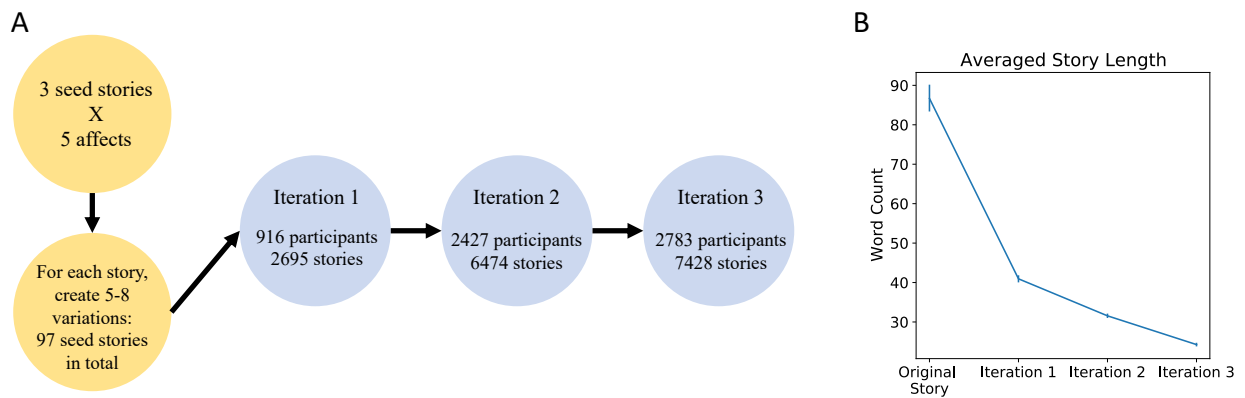 A
3 seed stories
X
5 affects
For each story,
create 5-8
variations:
97 seed stories
in total
Iteration 1
916 participants
2695 stories
Iteration 2
2427 participants
6474 stories
Iteration 3
2783 participants
7428 stories
B
Averaged Story Length
Word Count
90
80
70
60
50
40
30
Original
Story
Iteration 1
Iteration 2
Iteration 3